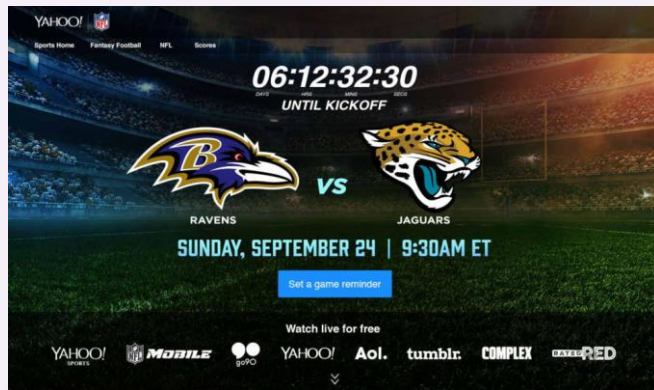 YAHOO! NFL
Sports Home Fantasy Football NFL Scores
06:12:32:30
DAYS HRS MINS SECS
UNTIL KICKOFF
B
VS
RAVENS JAGUARS
SUNDAY, SEPTEMBER 24 | 9:30AM ET
Set a game reminder
Watch live for free
YAHOO! SPORTS NFL MOBILE go90 YAHOO! Aol. tumblr. COMPLEX RATED RED